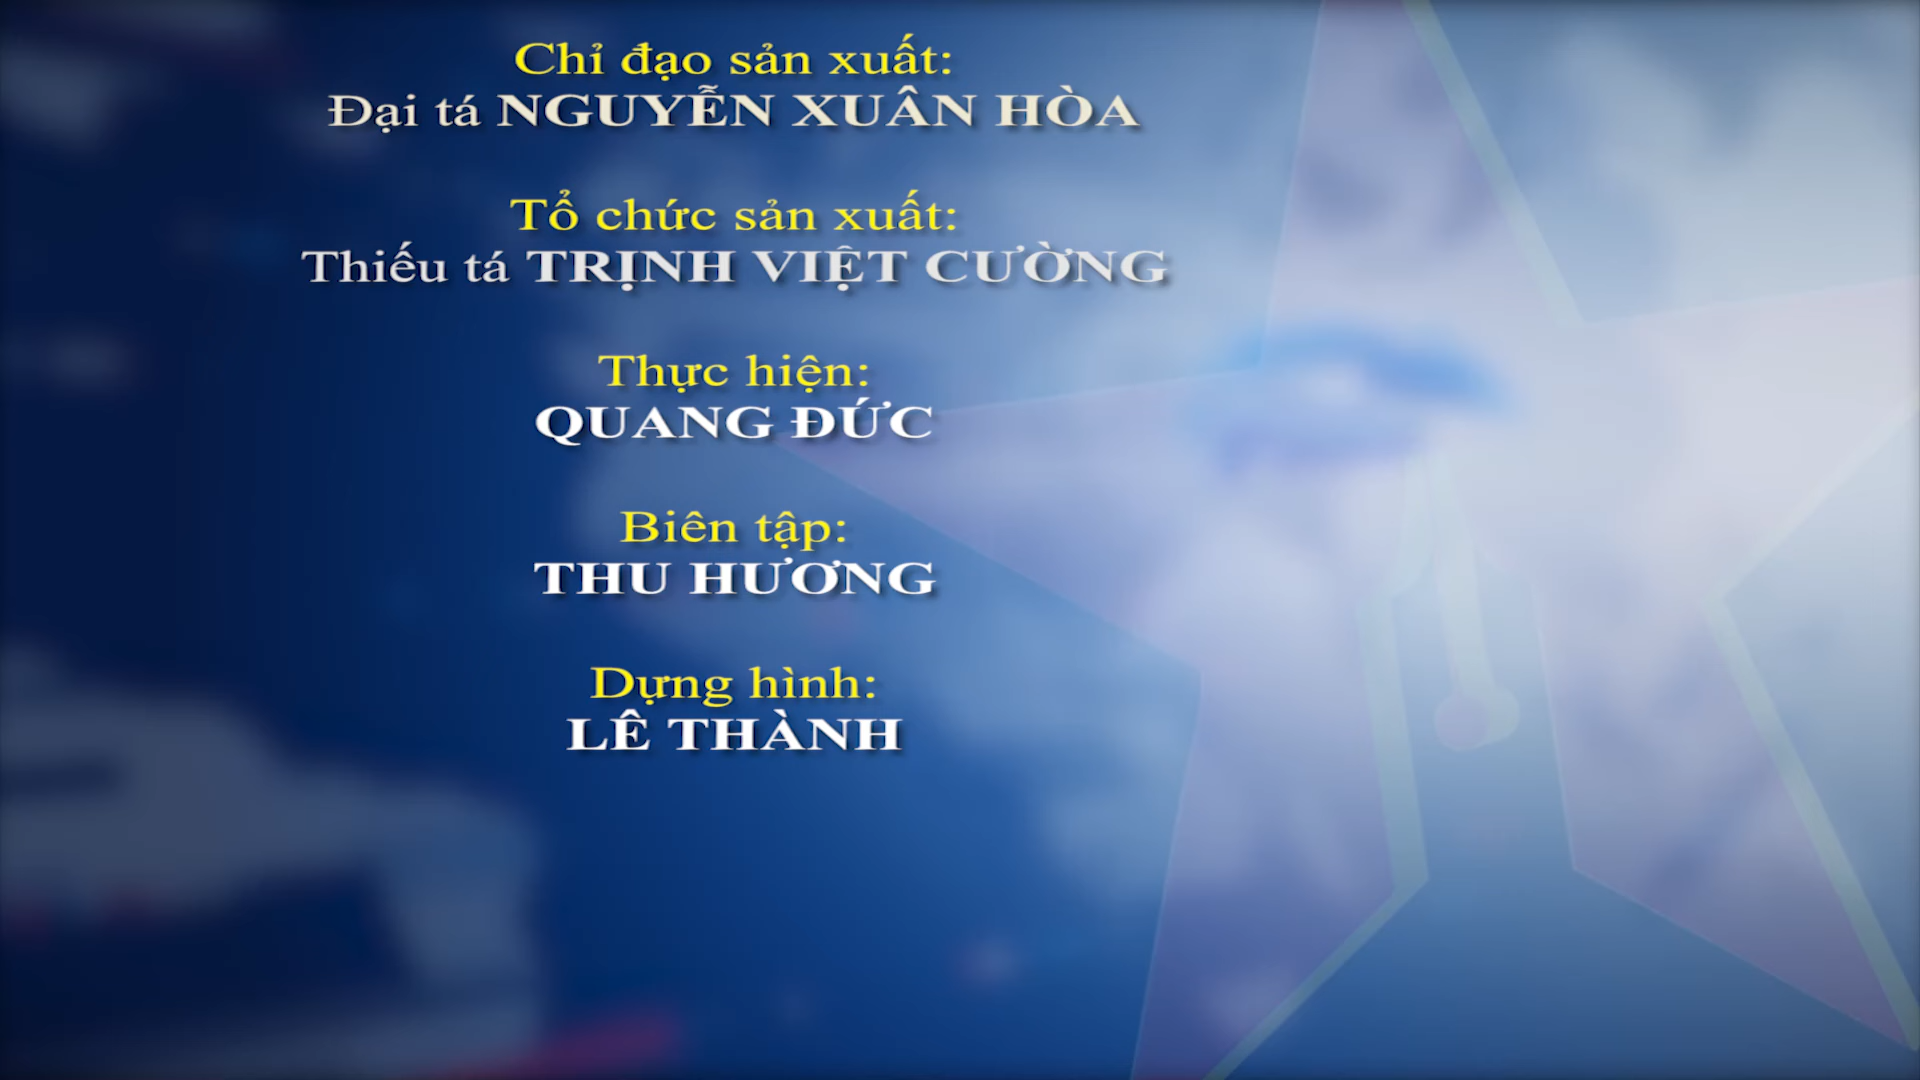 Chỉ đạo sản xuất:
Đại tá NGUYỄN XUÂN HÒA
Tổ chức sản xuất:
Thiếu tá TRỊNH VIỆT CƯỜNG
Thực hiện:
QUANG ĐỨC
Biên tập:
THU HƯƠNG
Dựng hình:
LÊ THÀNH